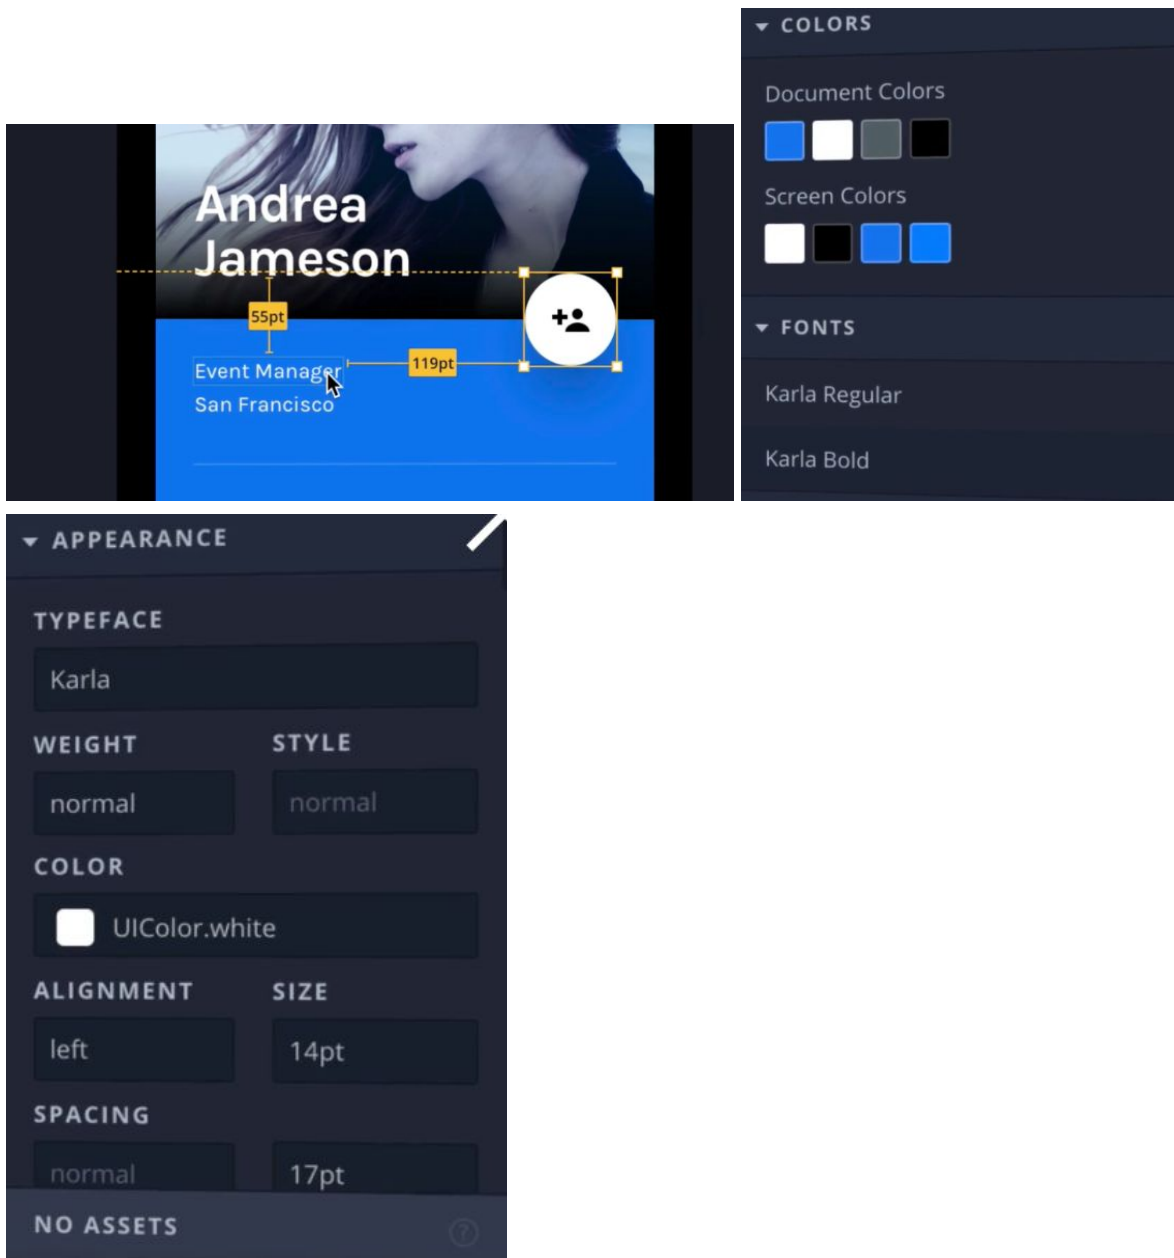 Andrea
Jameson
55pt
119pt
Event Manager
San Francisco
COLORS
Document Colors
Screen Colors
FONTS
Karla Regular
Karla Bold
APPEARANCE
TYPEFACE
Karla
WEIGHT STYLE
normal normal
COLOR
UIColor.white
ALIGNMENT SIZE
left 14pt
SPACING
normal 17pt
NO ASSETS ?